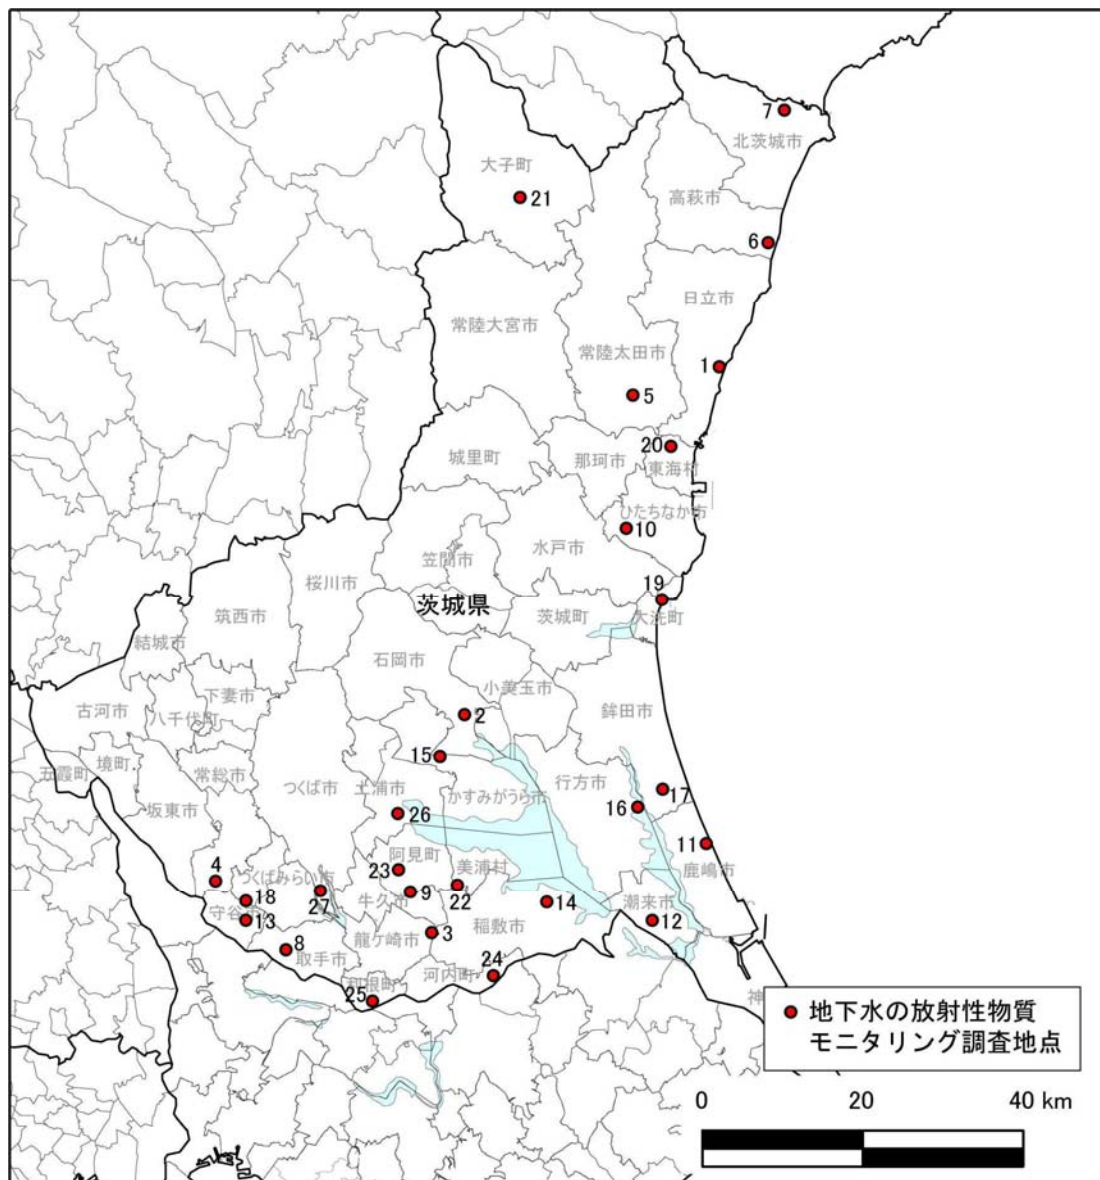 7
北茨城市
大子町
21
高萩市
6
日立市
常陸大宮市
常陸太田市
1
5
城里町
那珂市
20
東海村
ひたちなか市
10
水戸市
笠間市
桜川市
19
茨城県
茨城町
大洗町
筑西市
結城市
石岡市
小美玉市
下妻市
古河市
八千代町
2
鉾田市
15
五霞町
境町
常総市
つくば市
土浦市
かすみがうら市
行方市
坂東市
16
17
26
11
阿見町
美浦村
鹿嶋市
4
23
つくばみらい市
牛久市
9
22
潮来市
18
27
14
12
守谷市
13
稲敷市
龍ケ崎市
3
8
取手市
24
河内町
利根町
25
神
地下水の放射性物質
モニタリング調査地点
0 20 40 km